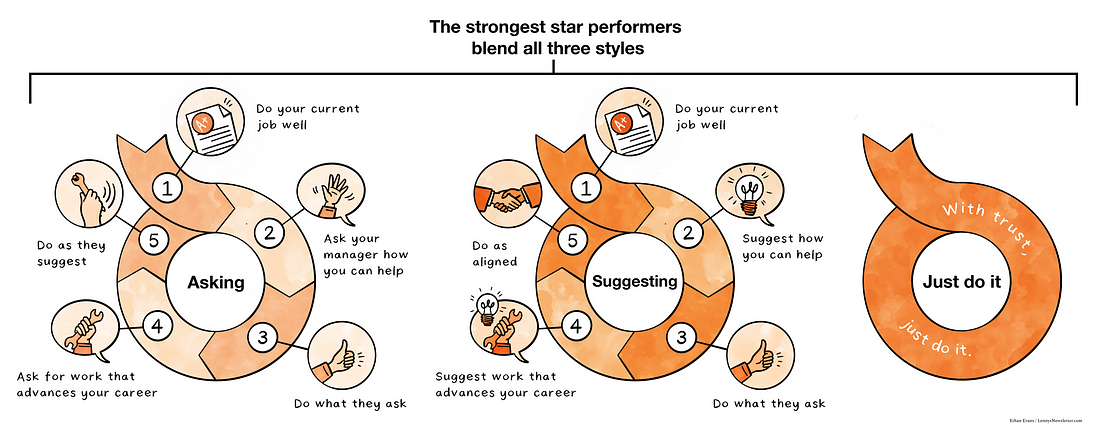 The strongest star performers
blend all three styles
A+
Do your current
job well
1
2
Ask your
manager how
you can help
3
Do what they ask
4
Ask for work that
advances your career
5
Do as they
suggest
Asking
A+
Do your current
job well
1
2
Suggest how
you can help
3
Do what they ask
4
Suggest work that
advances your career
5
Do as
aligned
Suggesting
With trust,
just do it.
Just do it
Ethan Evans / LennysNewsletter.com